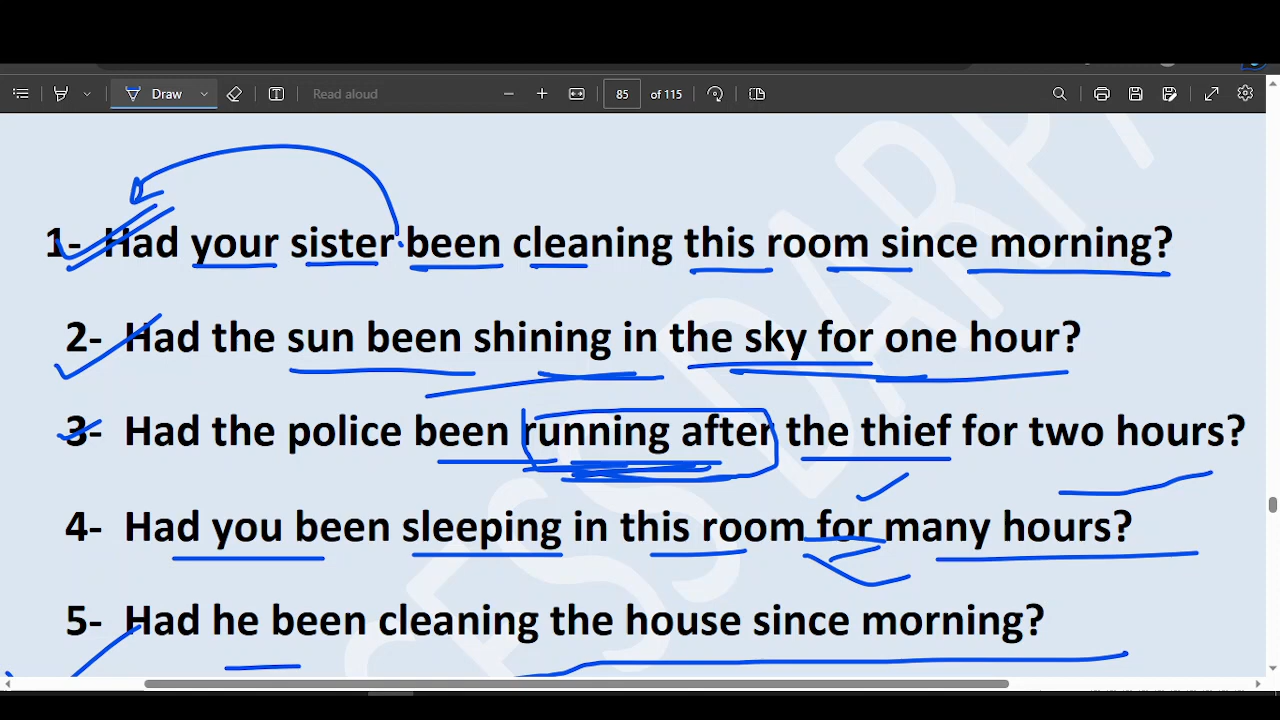 Draw
Read aloud
85 of 115
1- Had your sister been cleaning this room since morning?
2- Had the sun been shining in the sky for one hour?
3- Had the police been running after the thief for two hours?
4- Had you been sleeping in this room for many hours?
5- Had he been cleaning the house since morning?